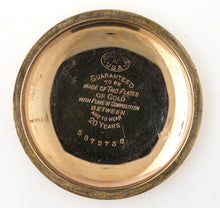 U.S.A.
GUARANTEED
TO BE
MADE OF TWO PLATES
OF GOLD
WITH PLATE OF COMPOSITION
BETWEEN
AND TO WEAR
20 YEARS
5872756